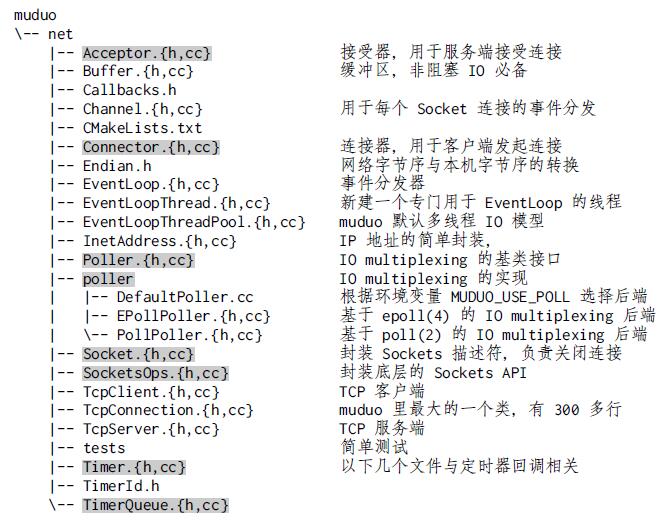 muduo
\-- net
    |-- Acceptor.{h,cc}              接受器，用于服务端接受连接
    |-- Buffer.{h,cc}                缓冲区，非阻塞 IO 必备
    |-- Callbacks.h
    |-- Channel.{h,cc}               用于每个 Socket 连接的事件分发
    |-- CMakeLists.txt
    |-- Connector.{h,cc}             连接器，用于客户端发起连接
    |-- Endian.h                     网络字节序与本机字节序的转换
    |-- EventLoop.{h,cc}             事件分发器
    |-- EventLoopThread.{h,cc}       新建一个专门用于 EventLoop 的线程
    |-- EventLoopThreadPool.{h,cc}   muduo 默认多线程 IO 模型
    |-- InetAddress.{h,cc}           IP 地址的简单封装，
    |-- Poller.{h,cc}                IO multiplexing 的基类接口
    |-- poller                       IO multiplexing 的实现
    |   |-- DefaultPoller.cc         根据环境变量 MUDUO_USE_POLL 选择后端
    |   |-- EPollPoller.{h,cc}       基于 epoll(4) 的 IO multiplexing 后端
    |   \-- PollPoller.{h,cc}        基于 poll(2) 的 IO multiplexing 后端
    |-- Socket.{h,cc}                封装 Sockets 描述符，负责关闭连接
    |-- SocketsOps.{h,cc}            封装底层的 Sockets API
    |-- TcpClient.{h,cc}             TCP 客户端
    |-- TcpConnection.{h,cc}         muduo 里最大的一个类，有 300 多行
    |-- TcpServer.{h,cc}             TCP 服务端
    |-- tests                        简单测试
    |-- Timer.{h,cc}                 以下几个文件与定时器回调相关
    |-- TimerId.h
    \-- TimerQueue.{h,cc}